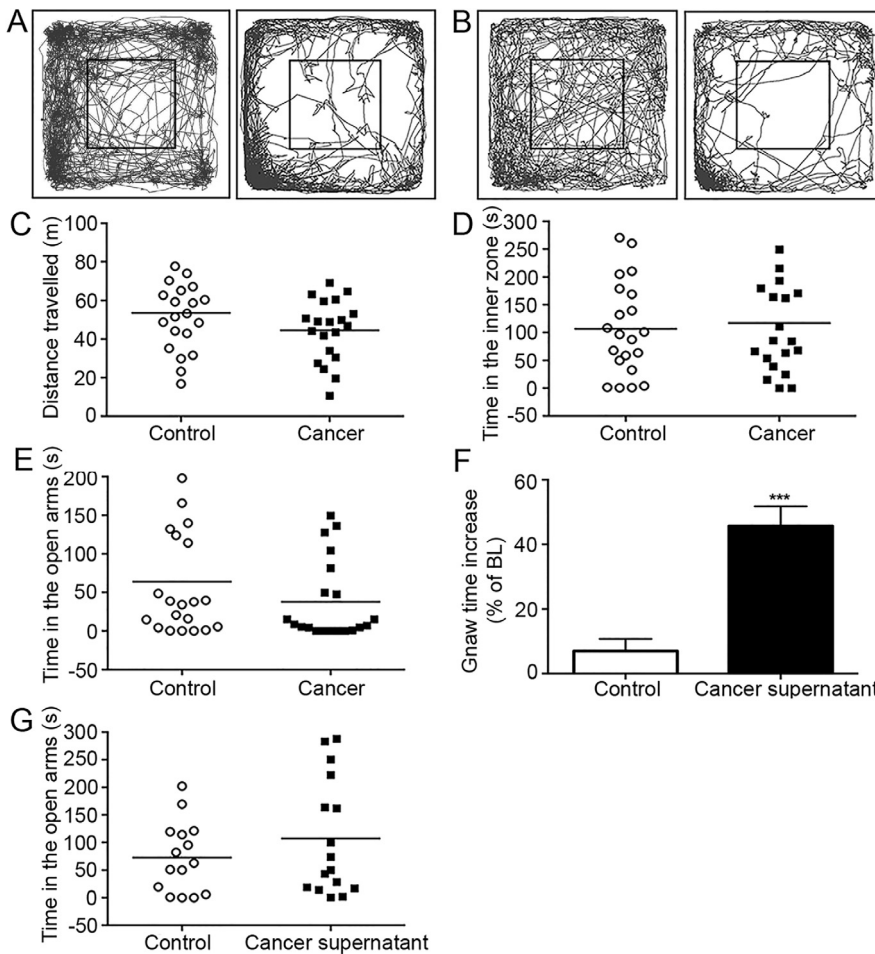 A
B
C
Distance travelled (m)
100
80
60
40
20
0
Control
Cancer
D
Time in the inner zone (s)
300
250
200
150
100
50
0
-50
Control
Cancer
E
Time in the open arms (s)
200
150
100
50
0
-50
Control
Cancer
F
Gnaw time increase
(% of BL)
60
40
20
0
***
Control
Cancer supernatant
G
Time in the open arms (s)
300
250
200
150
100
50
0
-50
Control
Cancer supernatant